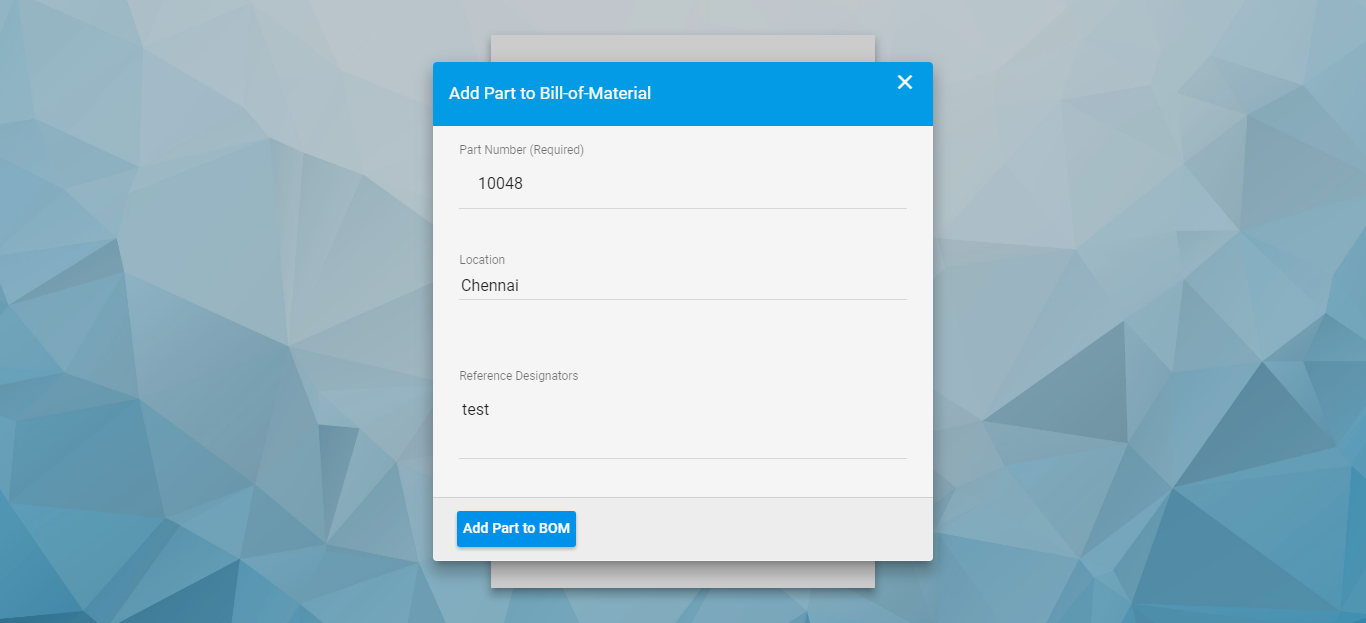 Add Part to Bill-of-Material
Part Number (Required)
10048
Location
Chennai
Reference Designators
test
Add Part to BOM